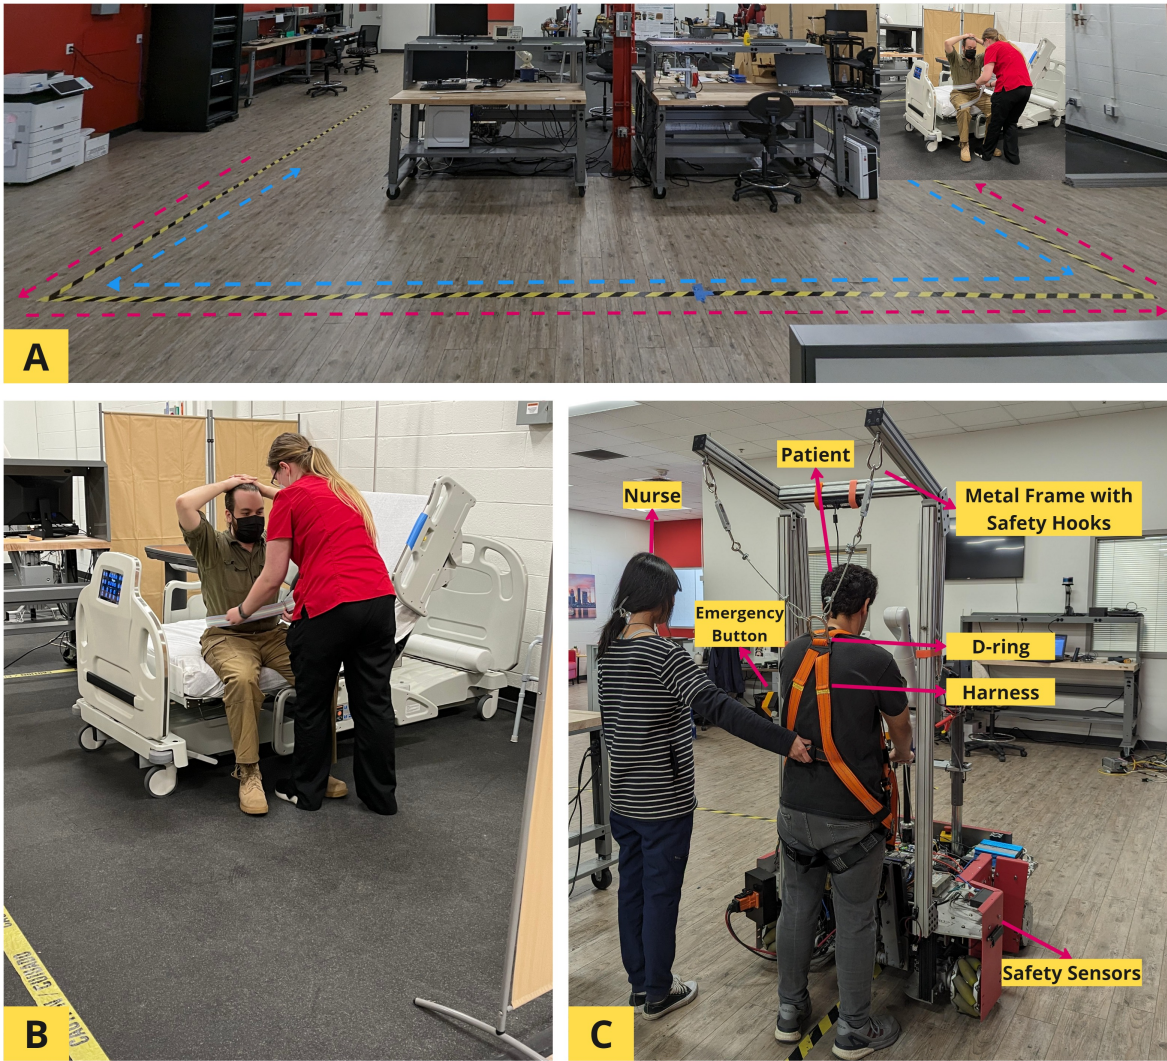 A
B
C
Patient
Nurse
Metal Frame with
Safety Hooks
Emergency
Button
D-ring
Harness
Safety Sensors